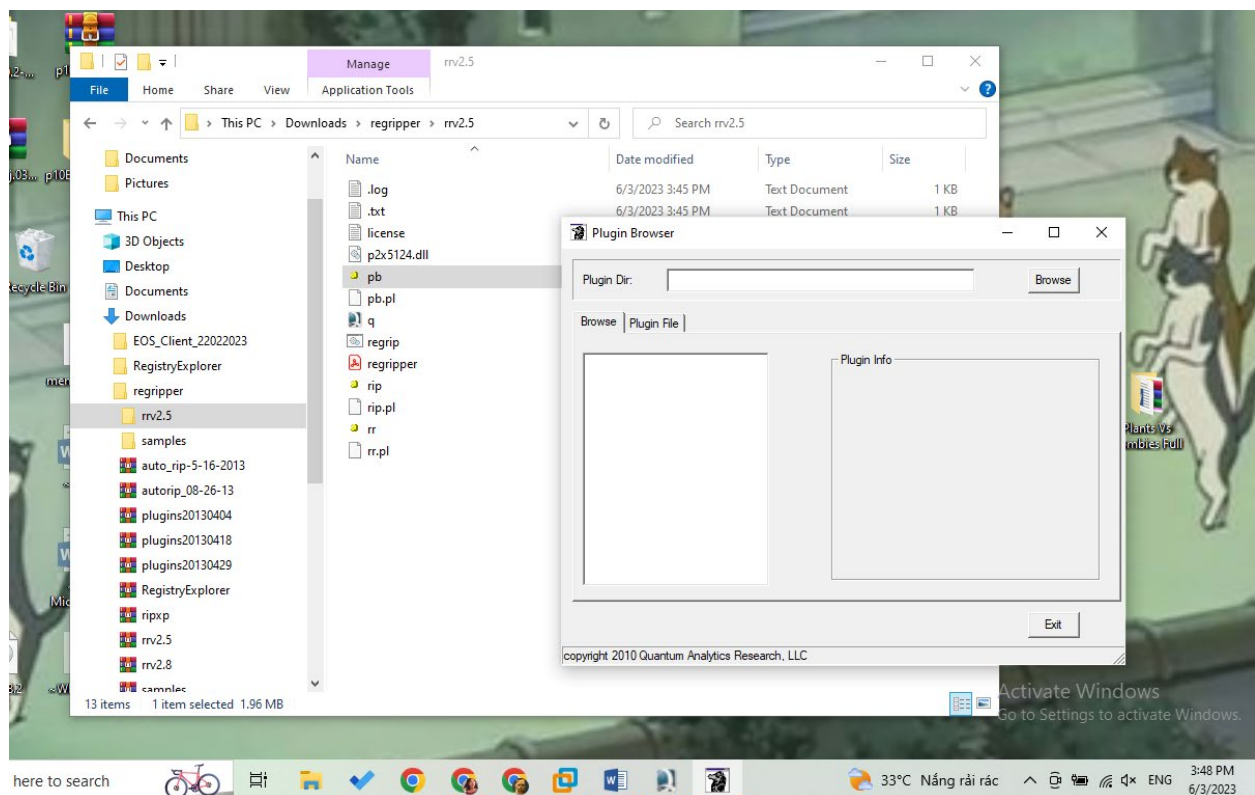 Manage
rrv2.5
File
Home
Share
View
Application Tools
This PC > Downloads > regripper > rrv2.5
Search rrv2.5
Documents
Pictures
This PC
3D Objects
Desktop
Documents
Downloads
EOS_Client_22022023
RegistryExplorer
regripper
rrv2.5
samples
auto_rip-5-16-2013
autorip_08-26-13
plugins20130404
plugins20130418
plugins20130429
RegistryExplorer
ripxp
rrv2.5
rrv2.8
samples
Name Date modified Type Size
.log 6/3/2023 3:45 PM Text Document 1 KB
.txt 6/3/2023 3:45 PM Text Document 1 KB
license
p2x5124.dll
pb
pb.pl
q
regrip
regripper
rip
rip.pl
rr
rr.pl
13 items 1 item selected 1.96 MB
Plugin Browser
Plugin Dir:
Browse
Browse
Plugin File
Plugin Info
Exit
copyright 2010 Quantum Analytics Research, LLC
Plants Vs
Full
Bin
Activate Windows
Go to Settings to activate Windows.
here to search
33°C Nắng rải rác
ENG
3:48 PM
6/3/2023